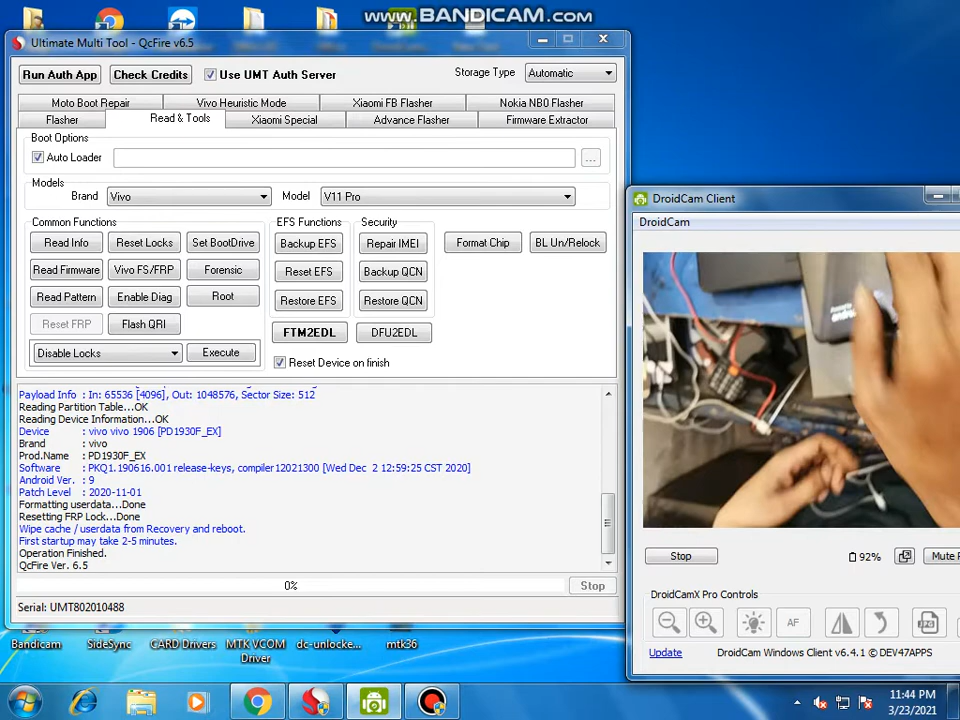 www.BANDICAM.com
Ultimate Multi Tool - QcFire v6.5
Run Auth App
Check Credits
Use UMT Auth Server
Storage Type
Automatic
Moto Boot Repair
Vivo Heuristic Mode
Xiaomi FB Flasher
Nokia NB0 Flasher
Flasher
Read & Tools
Xiaomi Special
Advance Flasher
Firmware Extractor
Boot Options
Auto Loader
...
Models
Brand
Vivo
Model
V11 Pro
Common Functions
EFS Functions
Security
Read Info
Reset Locks
Set BootDrive
Backup EFS
Repair IMEI
Format Chip
BL Un/Relock
Read Firmware
Vivo FS/FRP
Forensic
Reset EFS
Backup QCN
Read Pattern
Enable Diag
Root
Restore EFS
Restore QCN
Reset FRP
Flash QRI
FTM2EDL
DFU2EDL
Disable Locks
Execute
Reset Device on finish
Payload Info : In: 65536 [4096], Out: 1048576, Sector Size: 512
Reading Partition Table...OK
Reading Device Information...OK
Device : vivo vivo 1906 [PD1930F_EX]
Brand : vivo
Prod.Name : PD1930F_EX
Software : PKQ1.190616.001 release-keys, compiler12021300 [Wed Dec 2 12:59:25 CST 2020]
Android Ver. : 9
Patch Level : 2020-11-01
Formatting userdata...Done
Resetting FRP Lock...Done
Wipe cache / userdata from Recovery and reboot.
First startup may take 2-5 minutes.
Operation Finished.
QcFire Ver. 6.5
0%
Stop
Serial: UMT802010488
DroidCam Client
DroidCam
Stop
92%
Mute
DroidCamX Pro Controls
AF
JPG
Update
DroidCam Windows Client v6.4.1 © DEV47APPS
Bandicam
SideSync
CARD Drivers
MTK VCOM
Driver
dc-unlocke...
mtk36
11:44 PM
3/23/2021